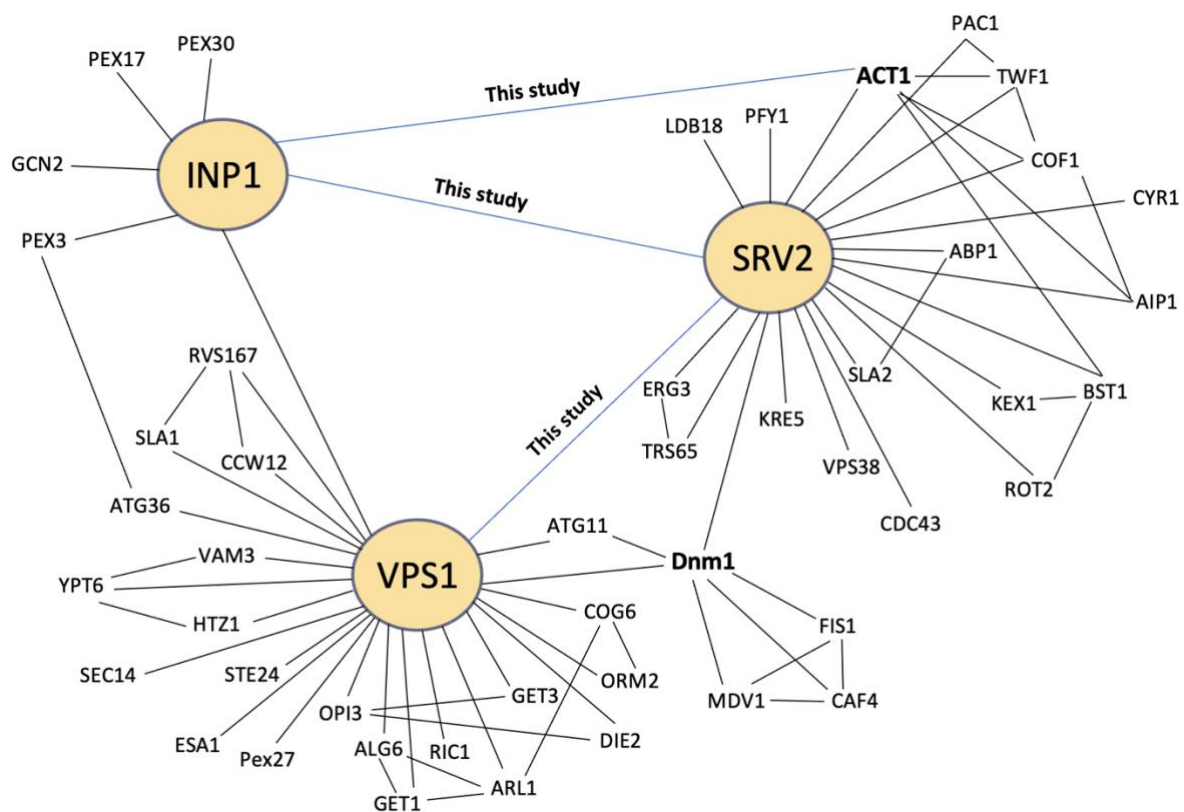 PAC1
PEX30
PEX17
ACT1
TWF1
This study
PFY1
LDB18
COF1
GCN2
INP1
This study
CYR1
PEX3
ABP1
SRV2
AIP1
RVS167
SLA2
ERG3
BST1
KEX1
This study
KRE5
SLA1
TRS65
CCW12
VPS38
ROT2
ATG36
CDC43
ATG11
VAM3
Dnm1
VPS1
YPT6
COG6
HTZ1
FIS1
SEC14
STE24
ORM2
GET3
MDV1
CAF4
OPI3
DIE2
ESA1
ALG6
RIC1
Pex27
ARL1
GET1